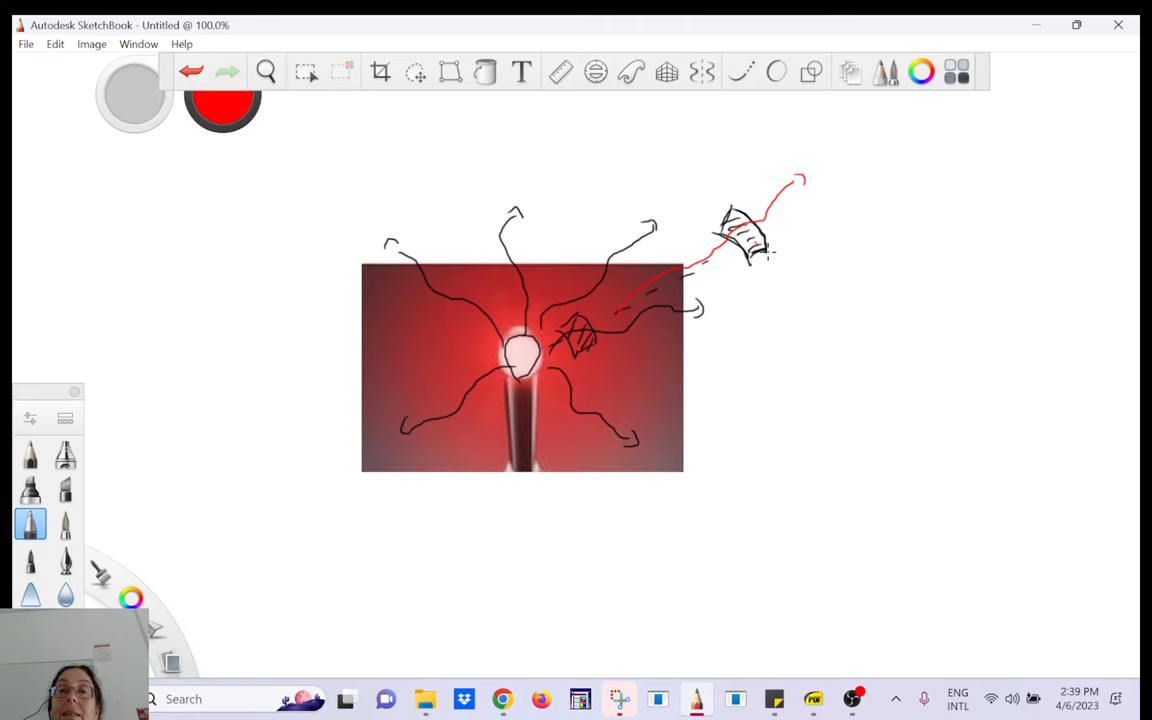 Autodesk SketchBook - Untitled @ 100.0%
File Edit Image Window Help
T
Search
PDF
ENG
INTL
2:39 PM
4/6/2023